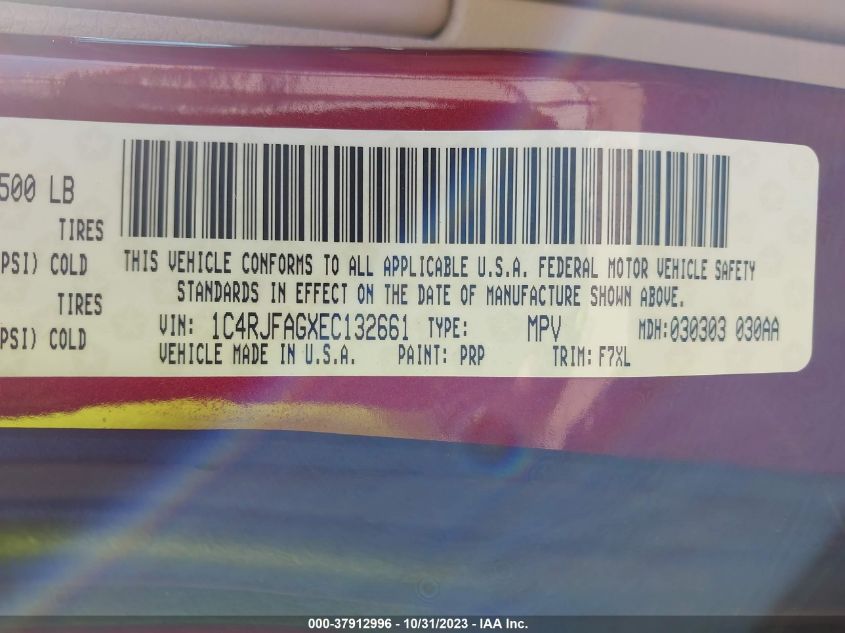 500 LB
TIRES
PSI) COLD
TIRES
PSI) COLD
THIS VEHICLE CONFORMS TO ALL APPLICABLE U.S.A. FEDERAL MOTOR VEHICLE SAFETY
STANDARDS IN EFFECT ON THE DATE OF MANUFACTURE SHOWN ABOVE.
VIN: 1C4RJFAGXEC132661 TYPE: MPV MDH:030303 030AA
VEHICLE MADE IN U.S.A. PAINT: PRP TRIM: F7XL
000-37912996 - 10/31/2023 - IAA Inc.